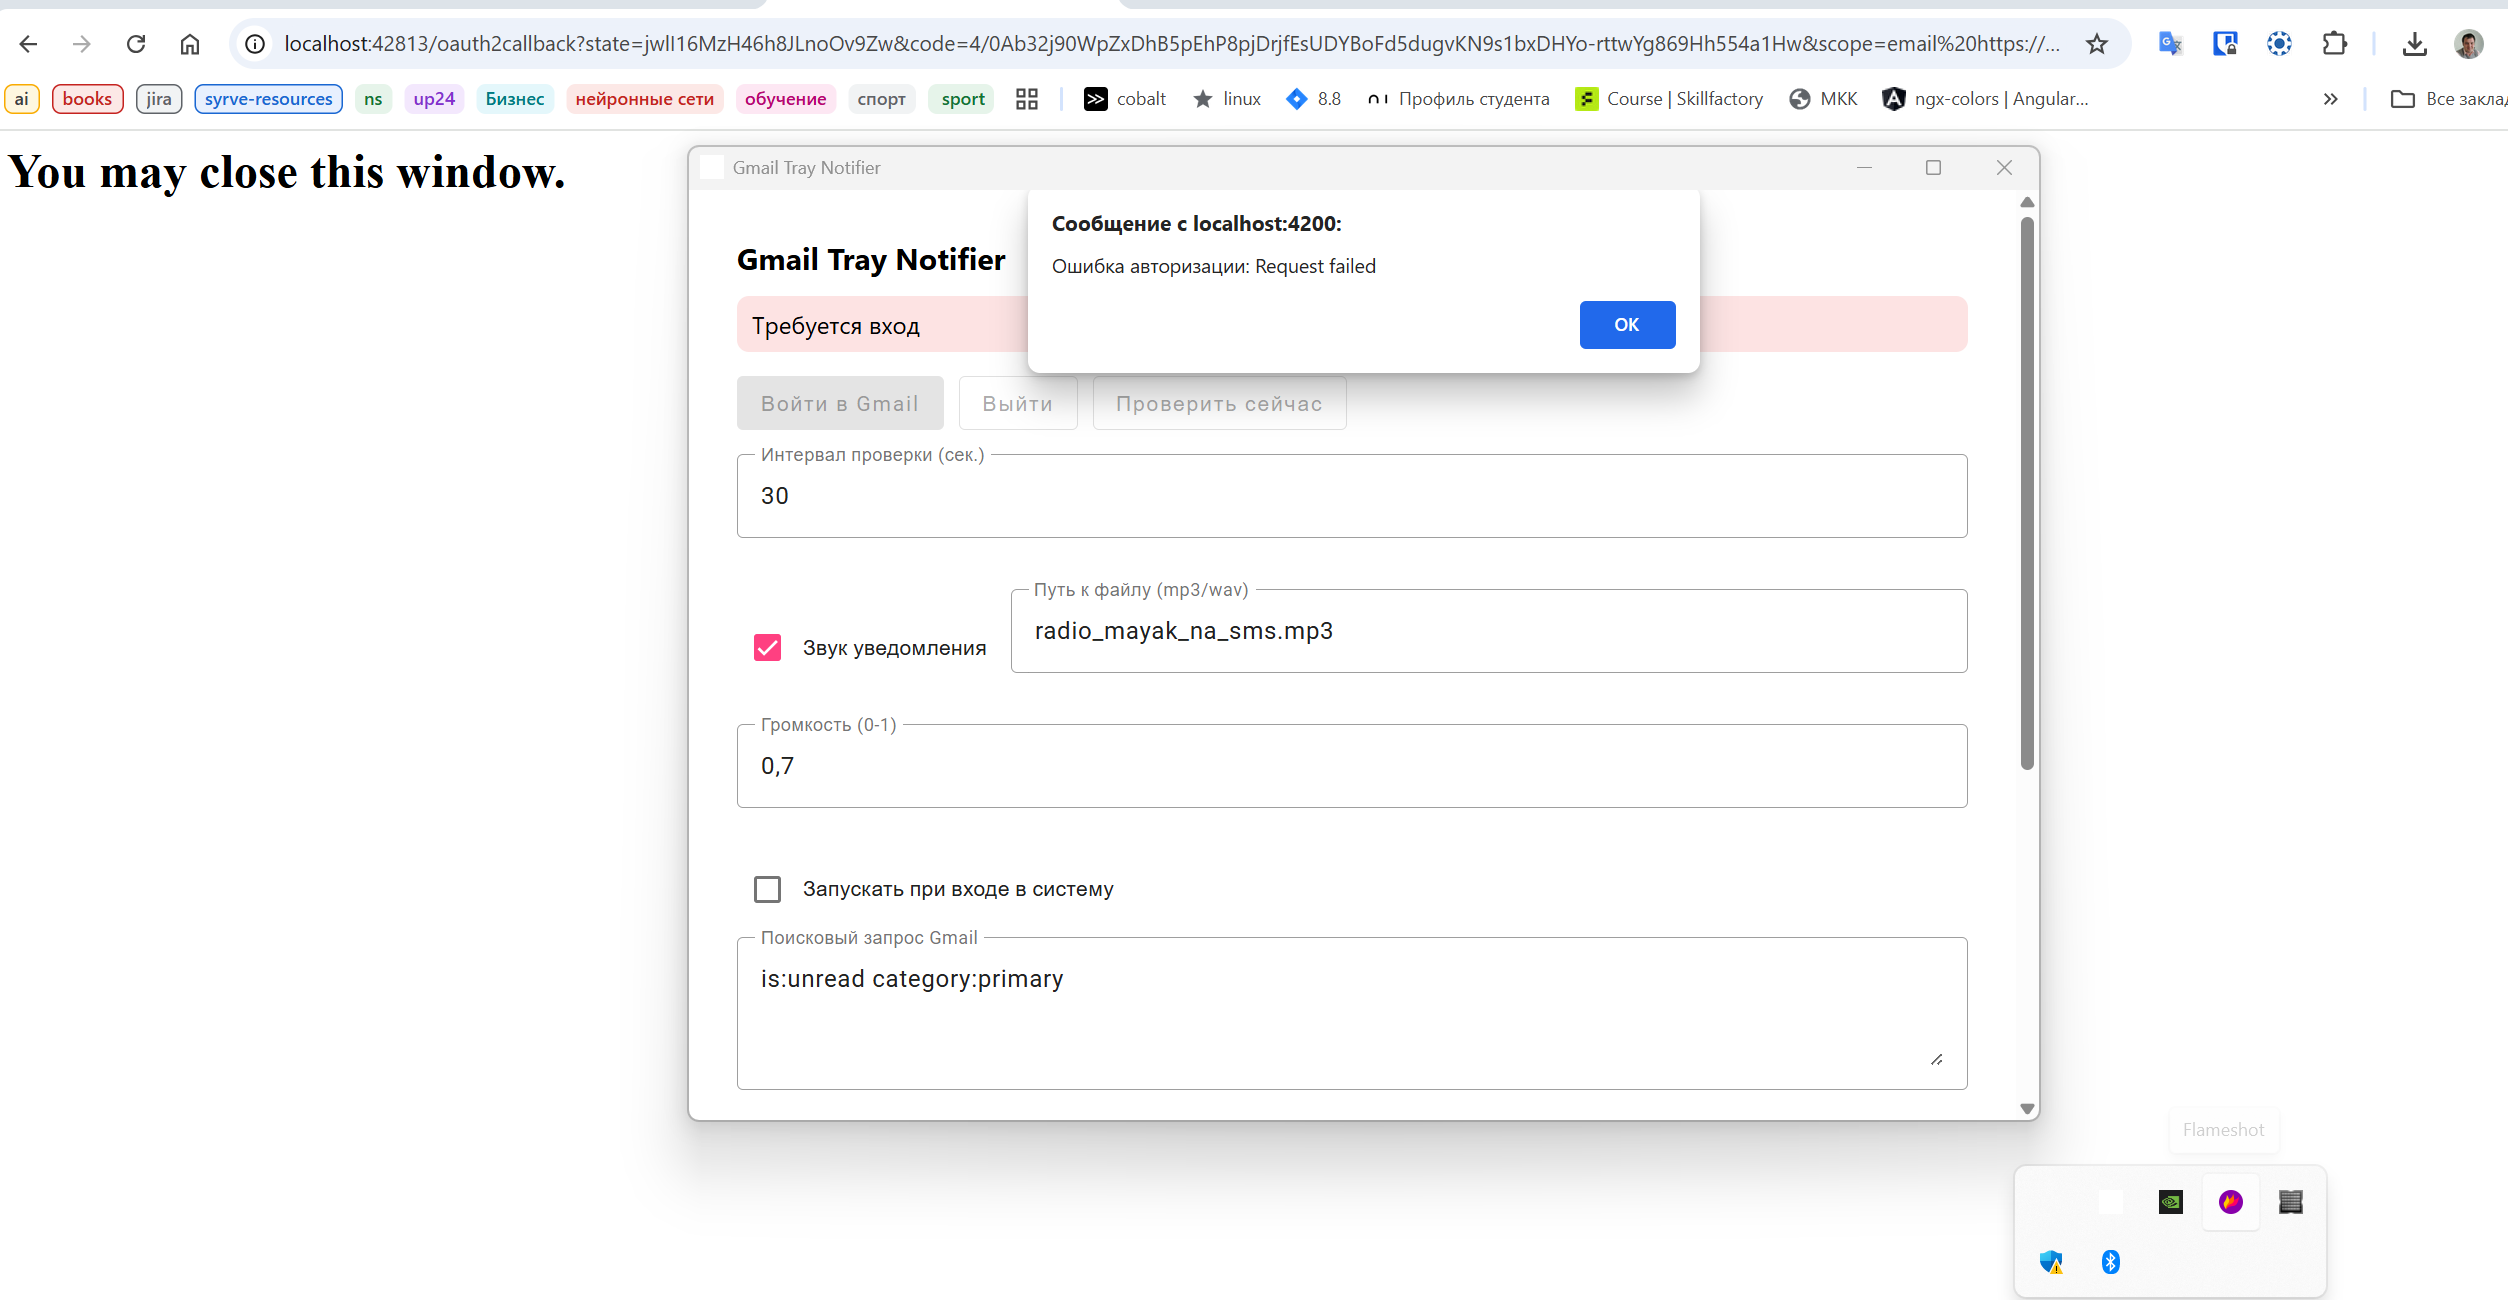 localhost:42813/oauth2callback?state=jwlI16MzH46h8JLnoOv9Zw&code=4/0Ab32j90WpZxDhB5pEhP8pjDrjfEsUDYBoFd5dugvKN9s1bxDHYo-rttwYg869Hh554a1Hw&scope=email%20https://...
ai books jira syrve-resources ns up24 Бизнес нейронные сети обучение спорт sport cobalt linux 8.8 Профиль студента Course | Skillfactory МКК ngx-colors | Angular... Все заклад
You may close this window.
Gmail Tray Notifier
Сообщение с localhost:4200:
Ошибка авторизации: Request failed
OK
Gmail Tray Notifier
Требуется вход
Войти в Gmail Выйти Проверить сейчас
Интервал проверки (сек.)
30
Путь к файлу (mp3/wav)
radio_mayak_na_sms.mp3
Звук уведомления
Громкость (0-1)
0,7
Запускать при входе в систему
Поисковый запрос Gmail
is:unread category:primary
Flameshot